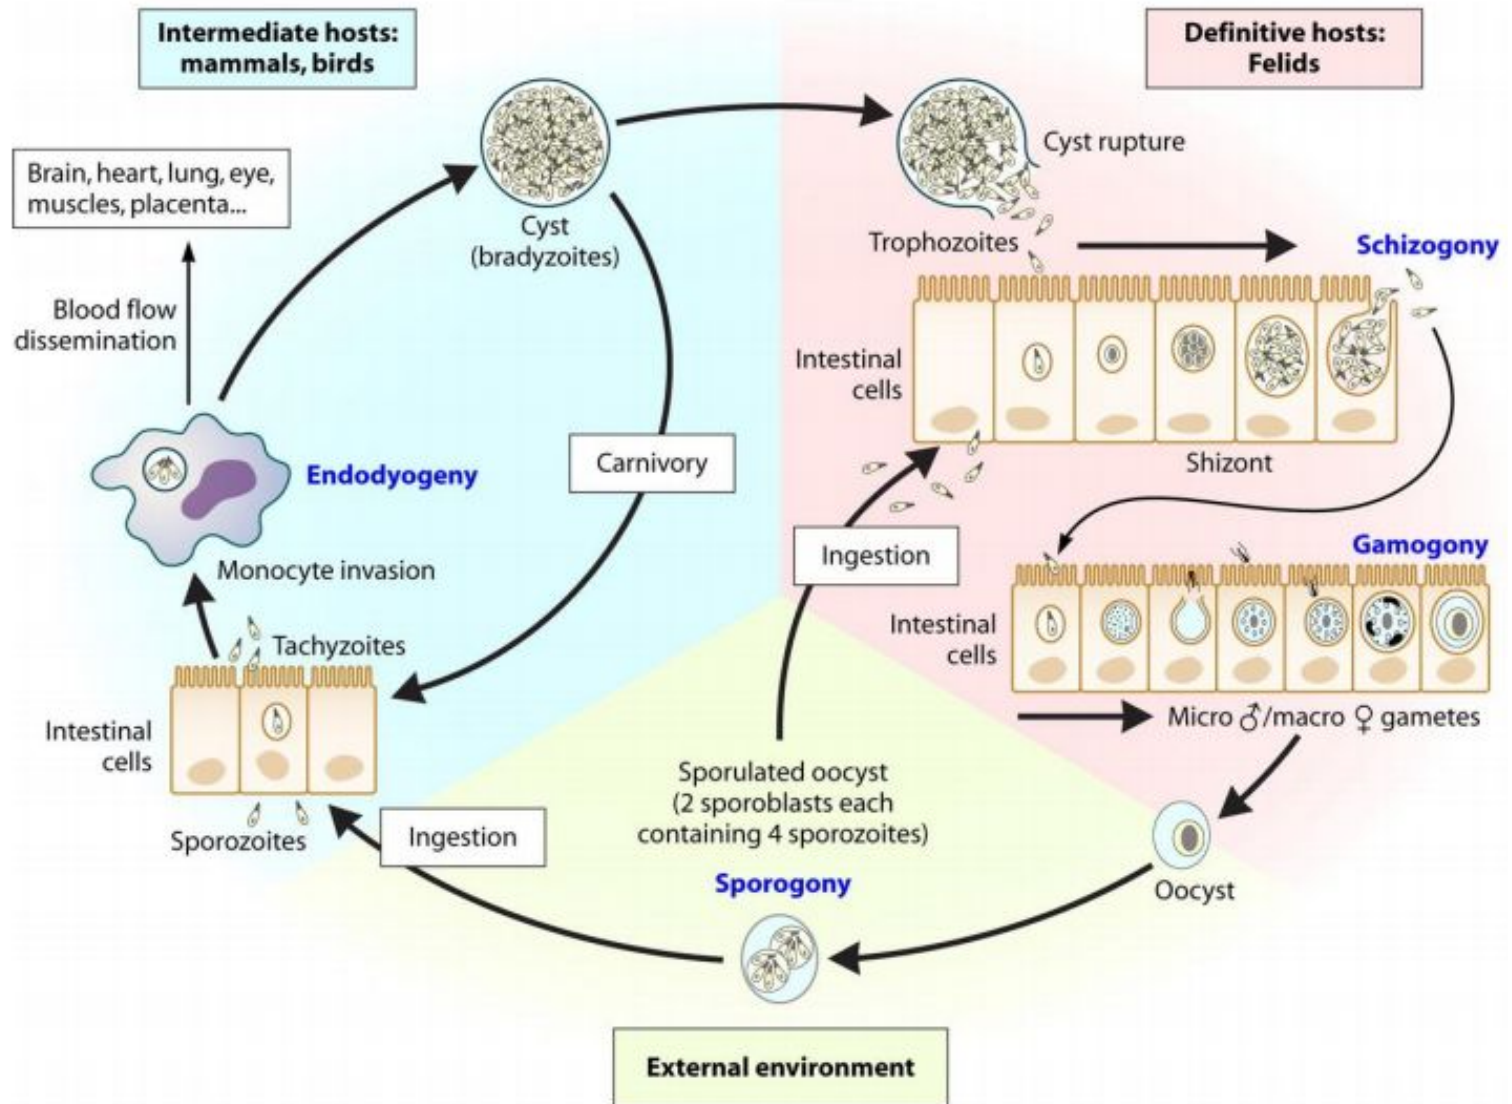 Intermediate hosts:
mammals, birds
Definitive hosts:
Felids
Brain, heart, lung, eye,
muscles, placenta...
Cyst
(bradyzoites)
Cyst rupture
Trophozoites
Schizogony
Blood flow
dissemination
Intestinal
cells
Endodyogeny
Carnivory
Shizont
Monocyte invasion
Ingestion
Gamogony
Tachyzoites
Intestinal
cells
Intestinal
cells
Micro ♂/macro ♀ gametes
Sporozoites
Ingestion
Sporulated oocyst
(2 sporoblasts each
containing 4 sporozoites)
Sporogony
Oocyst
External environment